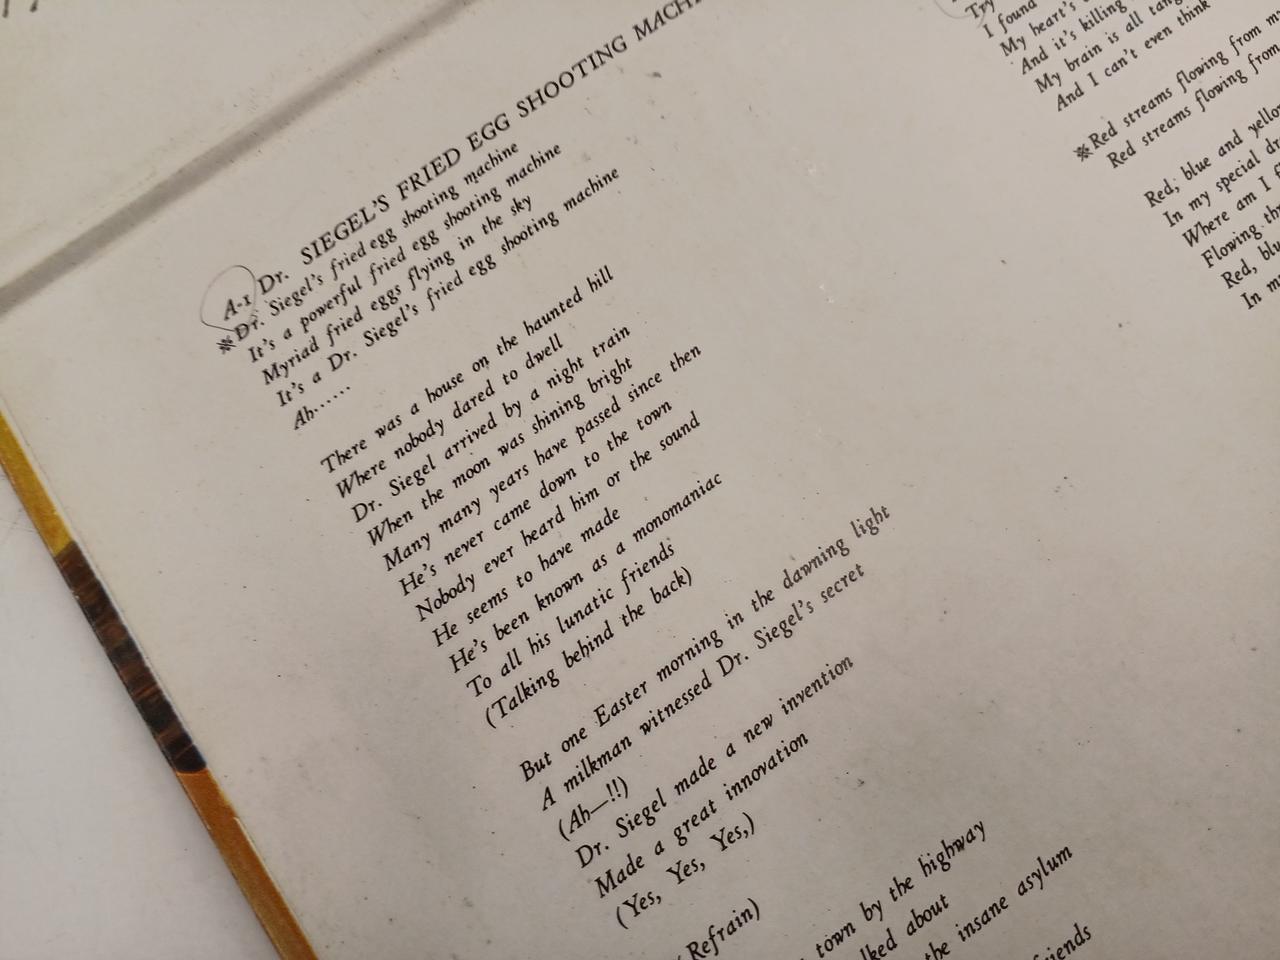 A-1 Dr. SIEGEL'S FRIED EGG SHOOTING
※Dr. Siegel's fried egg shooting machine
It's a powerful fried egg shooting machine
Myriad fried eggs flying in the sky
It's a Dr. Siegel's fried egg shooting machine
Ah......
There was a house on the haunted hill
Where nobody dared to dwell
Dr. Siegel arrived by a night train
When the moon was shining bright
Many many years have passed since then
He's never came down to the town
Nobody ever heard him or the sound
He seems to have made
He's been known as a monomaniac
To all his lunatic friends
(Talking behind the back)
But one Easter morning in the dawning light
A milkman witnessed Dr. Siegel's secret
(Ah—!!)
Dr. Siegel made a new invention
Made a great innovation
(Yes, Yes, Yes,)
Refrain)
town by the highway
about
the insane asylum
Try
I found
My heart's
And it's killing
My brain is all
And I can't even think
※Red streams flowing from
Red streams flowing from
Red, blue and
In my special
Where am I
Flowing
Red,
In